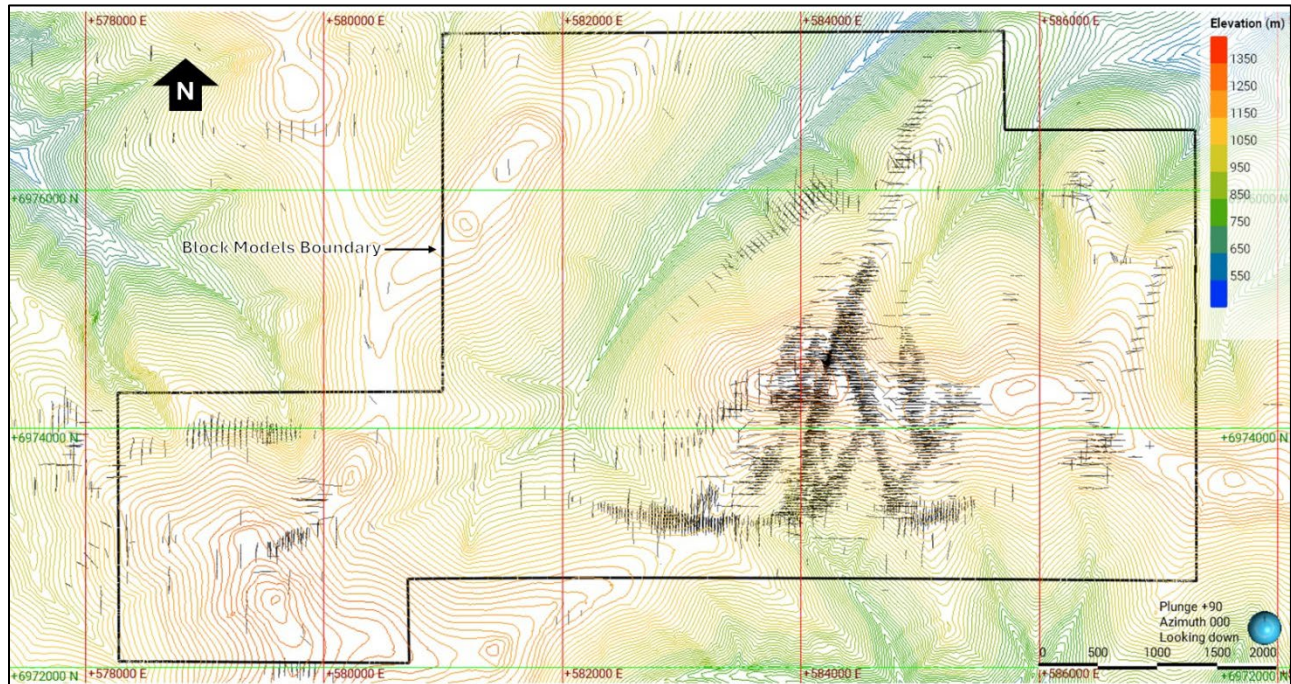 +578000 E
+580000 E
+582000 E
+584000 E
+586000 E
Elevation (m)
1350
1250
1150
1050
950
850
750
650
550
N
+6976000 N
+6976000 N
Block Models Boundary
+6974000 N
+6974000 N
Plunge +90
Azimuth 000
Looking down
0
500
1000
1500
2000
+6972000 N
+578000 E
+580000 E
+582000 E
+584000 E
+586000 E
+6972000 N